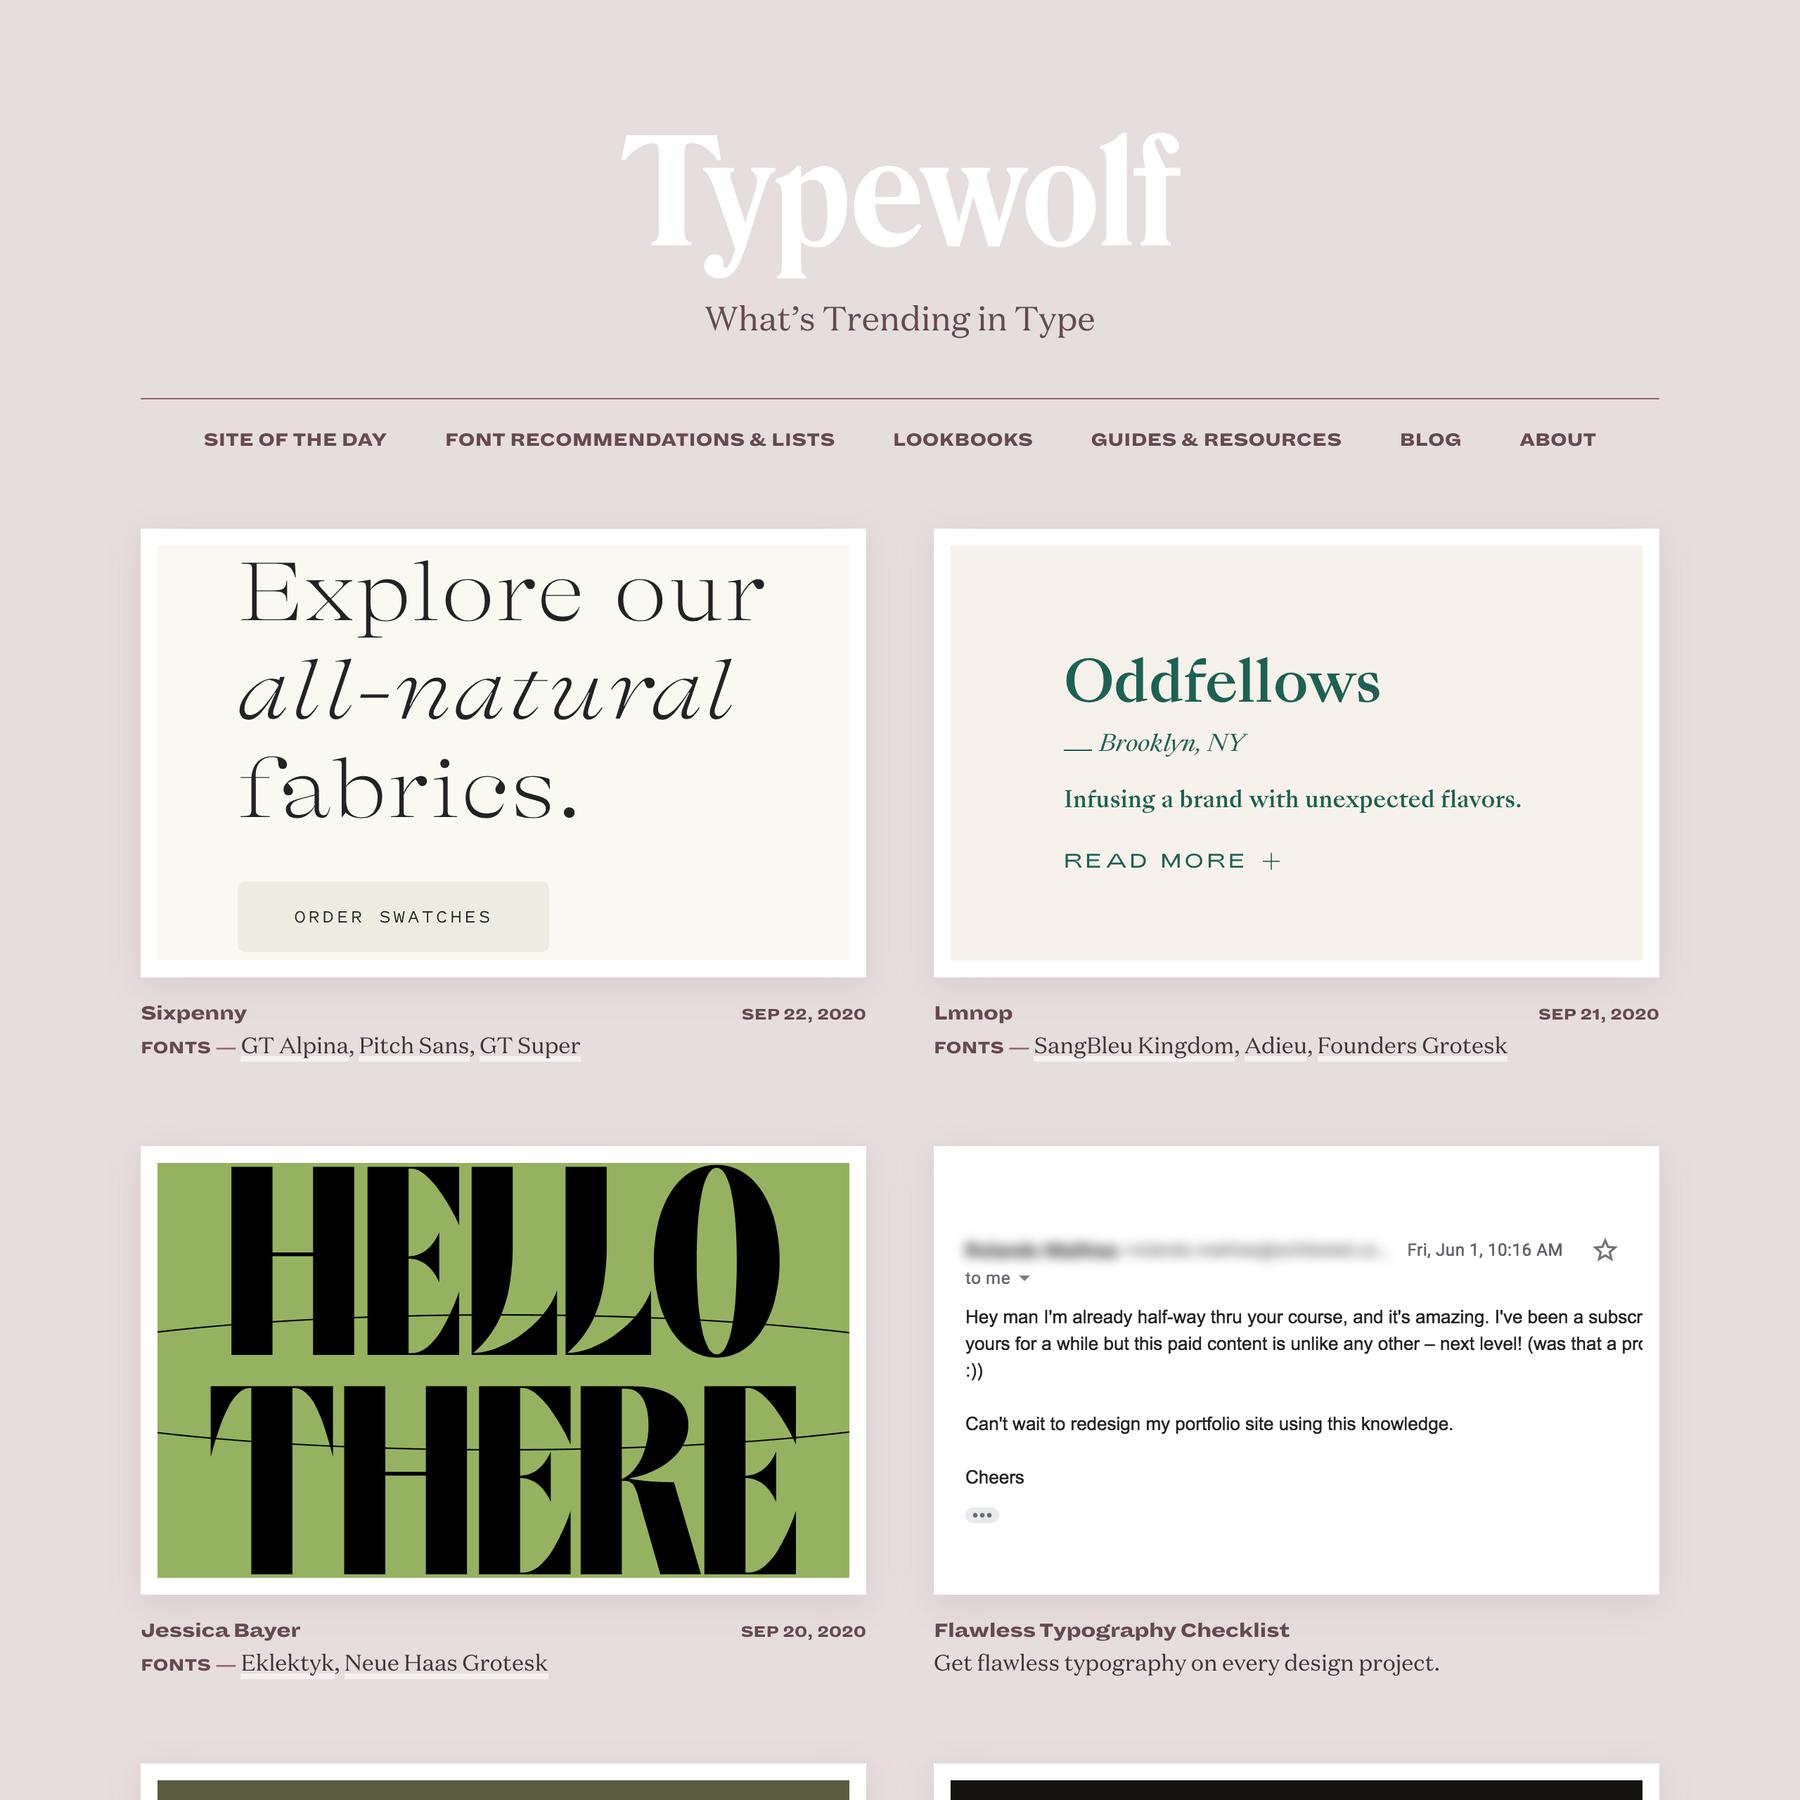 Typewolf
What’s Trending in Type
SITE OF THE DAY FONT RECOMMENDATIONS & LISTS LOOKBOOKS GUIDES & RESOURCES BLOG ABOUT
Explore our
all-natural
fabrics.
ORDER SWATCHES
Sixpenny SEP 22, 2020
FONTS — GT Alpina, Pitch Sans, GT Super
Oddfellows
— Brooklyn, NY
Infusing a brand with unexpected flavors.
READ MORE +
Lmnop SEP 21, 2020
FONTS — SangBleu Kingdom, Adieu, Founders Grotesk
HELLO
THERE
Jessica Bayer SEP 20, 2020
FONTS — Eklektyk, Neue Haas Grotesk
Fri, Jun 1, 10:16 AM
to me
Hey man I'm already half-way thru your course, and it's amazing. I've been a subscr
yours for a while but this paid content is unlike any other – next level! (was that a pro
:))
Can't wait to redesign my portfolio site using this knowledge.
Cheers
Flawless Typography Checklist
Get flawless typography on every design project.